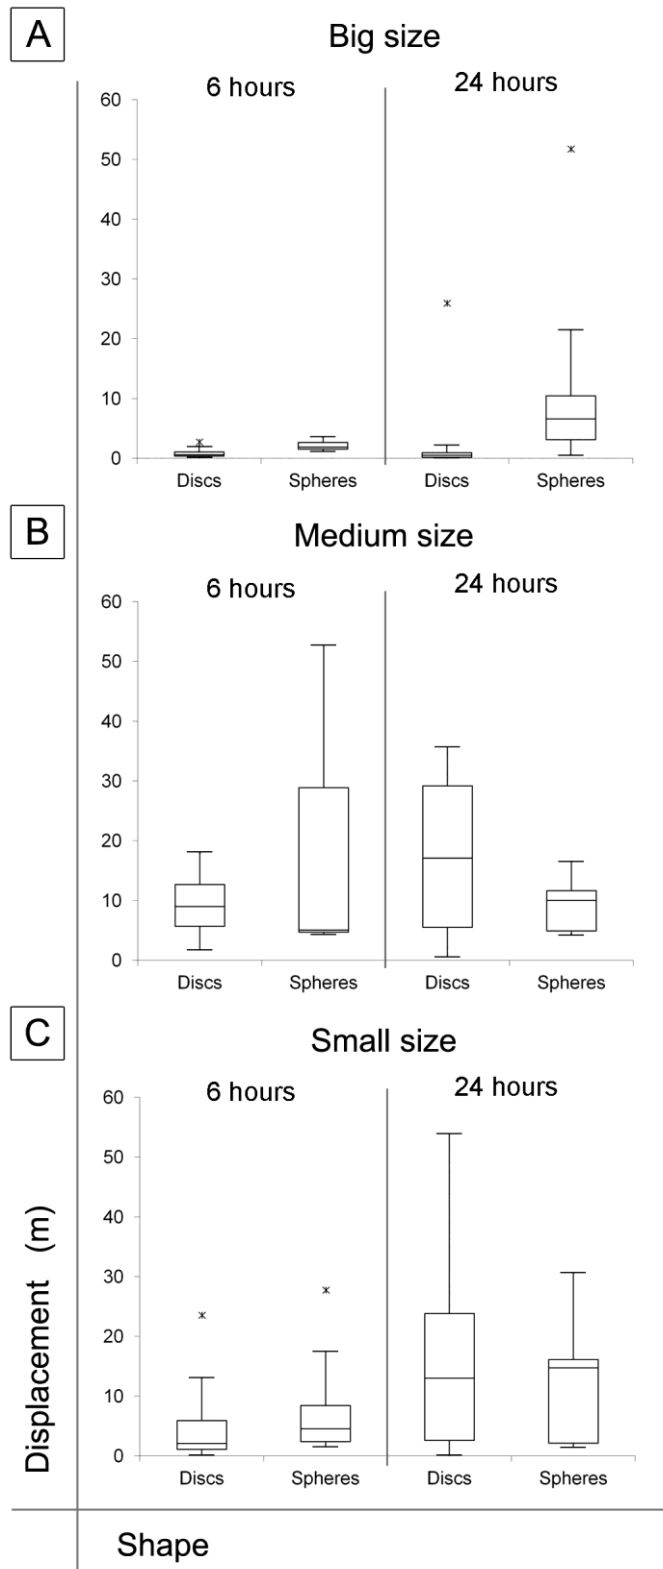 A
Big size
6 hours
24 hours
60
50
40
30
20
10
0
Discs
Spheres
Discs
Spheres
B
Medium size
6 hours
24 hours
60
50
40
30
20
10
0
Discs
Spheres
Discs
Spheres
C
Small size
6 hours
24 hours
60
50
40
30
20
10
0
Discs
Spheres
Discs
Spheres
Displacement (m)
Shape